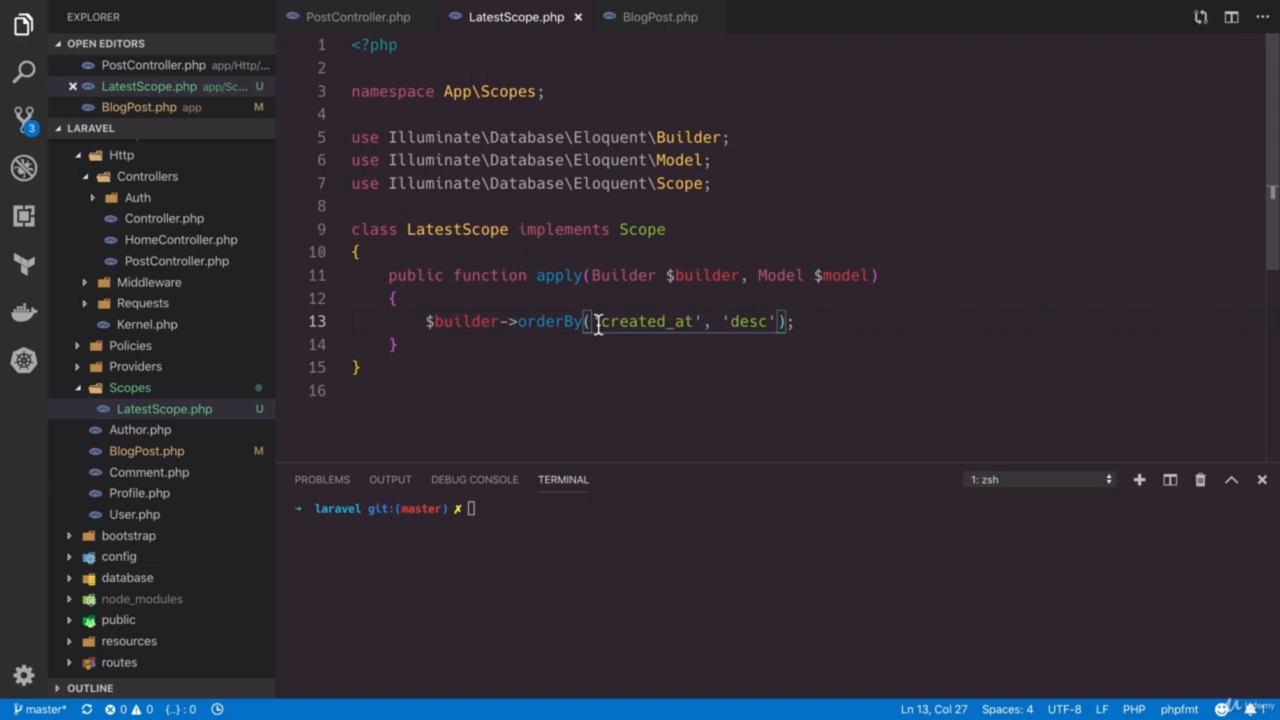 EXPLORER
OPEN EDITORS
PostController.php app/Http/...
LatestScope.php app/Sc... U
BlogPost.php app M
LARAVEL
Http
Controllers
Auth
Controller.php
HomeController.php
PostController.php
Middleware
Requests
Kernel.php
Policies
Providers
Scopes
LatestScope.php U
Author.php
BlogPost.php M
Comment.php
Profile.php
User.php
bootstrap
config
database
node_modules
public
resources
routes
OUTLINE
3
PostController.php LatestScope.php × BlogPost.php
1 <?php
2
3 namespace App\Scopes;
4
5 use Illuminate\Database\Eloquent\Builder;
6 use Illuminate\Database\Eloquent\Model;
7 use Illuminate\Database\Eloquent\Scope;
8
9 class LatestScope implements Scope
10 {
11 public function apply(Builder $builder, Model $model)
12 {
13 $builder->orderBy('created_at', 'desc');
14 }
15 }
16
PROBLEMS OUTPUT DEBUG CONSOLE TERMINAL 1: zsh
→ laravel git:(master) ✗
master* 0 0 {..} : 0 Ln 13, Col 27 Spaces: 4 UTF-8 LF PHP phpfmt 1
Udemy